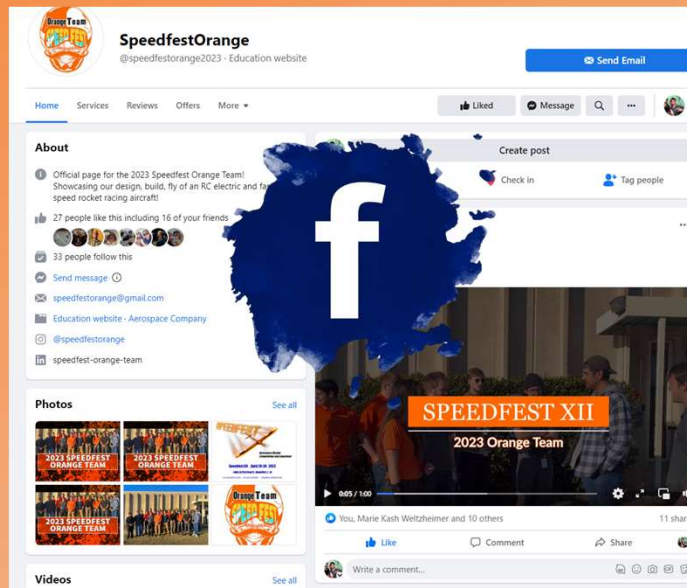 Orange Team
SPEED FEST
SpeedfestOrange
@speedfestorange2023 · Education website
Send Email
Home
Services
Reviews
Offers
More
Liked
Message
About
Official page for the 2023 Speedfest Orange Team!
Showcasing our design, build, fly of an RC electric and
speed rocket racing aircraft!
27 people like this including 16 of your friends
33 people follow this
Send message
speedfestorange@gmail.com
Education website · Aerospace Company
@speedfestorange
speedfest-orange-team
Photos
See all
2023 SPEEDFEST
ORANGE TEAM
2023 SPEEDFEST
ORANGE TEAM
SPEEDFEST
2023 SPEEDFEST
ORANGE TEAM
Orange Team
SPEED FEST
Videos
See all
f
Create post
Check in
Tag people
SPEEDFEST XII
2023 Orange Team
0:05 / 1:00
You, Marie Kash Weltzheimer and 10 others
11 shar
Like
Comment
Share
Write a comment...